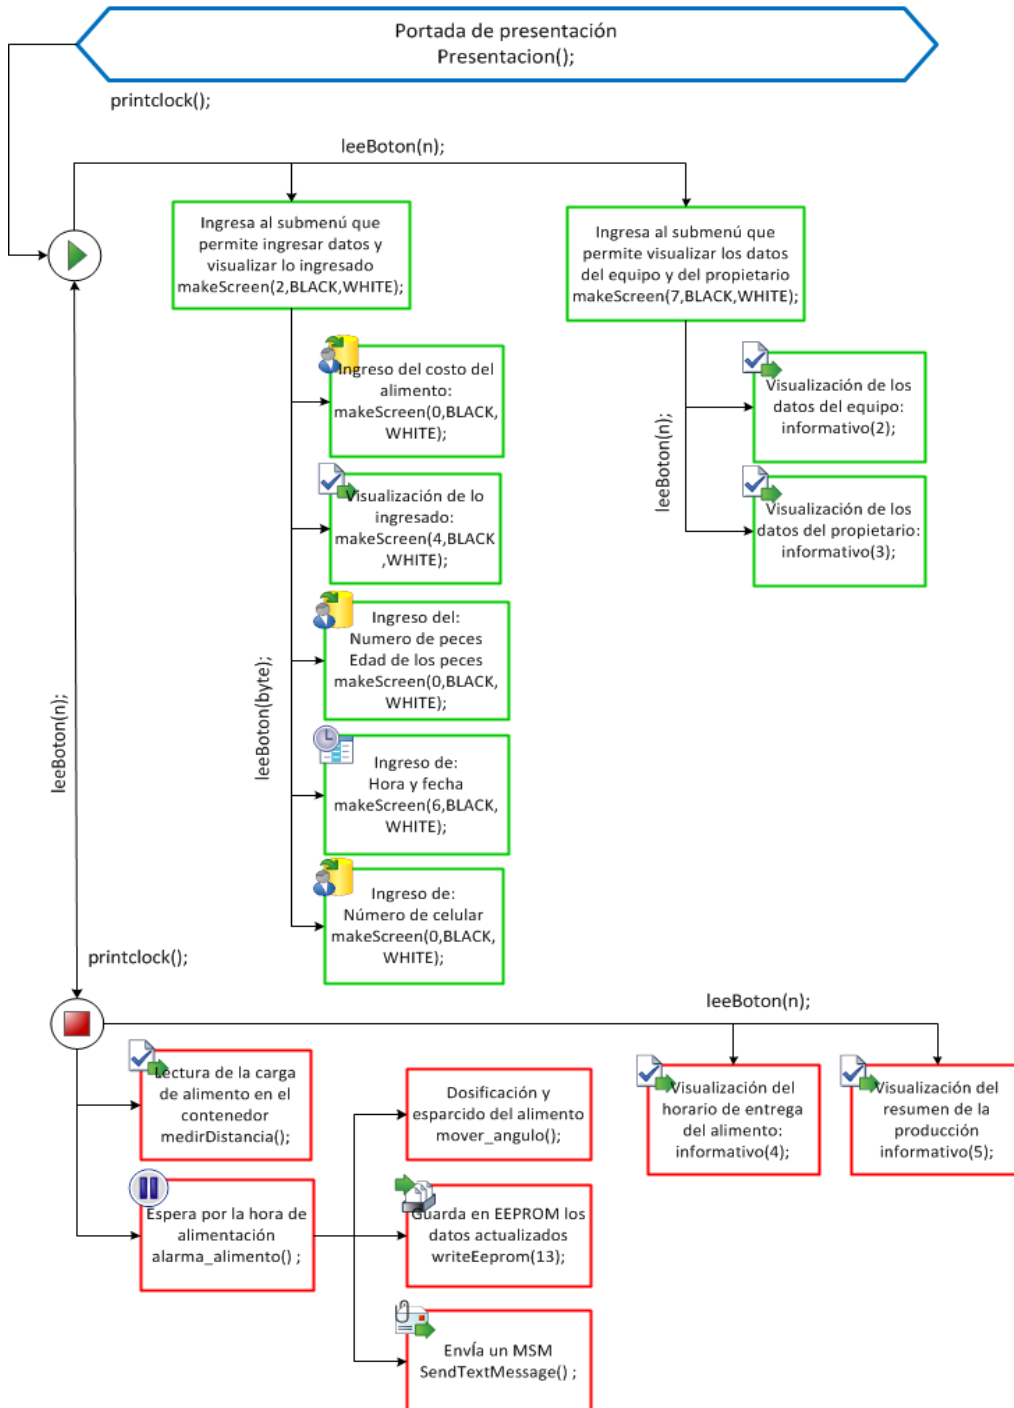 Portada de presentación
Presentacion();
printclock();
leeBoton(n);
Ingresa al submenú que
permite ingresar datos y
visualizar lo ingresado
makeScreen(2,BLACK,WHITE);
Ingresa al submenú que
permite visualizar los datos
del equipo y del propietario
makeScreen(7,BLACK,WHITE);
Ingreso del costo del
alimento:
makeScreen(0,BLACK,
WHITE);
Visualización de los
datos del equipo:
informativo(2);
leeBoton(n);
Visualización de lo
ingresado:
makeScreen(4,BLACK
,WHITE);
Visualización de los
datos del propietario:
informativo(3);
Ingreso del:
Numero de peces
Edad de los peces
makeScreen(0,BLACK,
WHITE);
leeBoton(byte);
leeBoton(n);
Ingreso de:
Hora y fecha
makeScreen(6,BLACK,
WHITE);
Ingreso de:
Número de celular
makeScreen(0,BLACK,
WHITE);
printclock();
leeBoton(n);
Lectura de la carga
de alimento en el
contenedor
medirDistancia();
Dosificación y
esparcido del alimento
mover_angulo();
Visualización del
horario de entrega
del alimento:
informativo(4);
Visualización del
resumen de la
producción
informativo(5);
Espera por la hora de
alimentación
alarma_alimento() ;
Guarda en EEPROM los
datos actualizados
writeEeprom(13);
Envía un MSM
SendTextMessage() ;